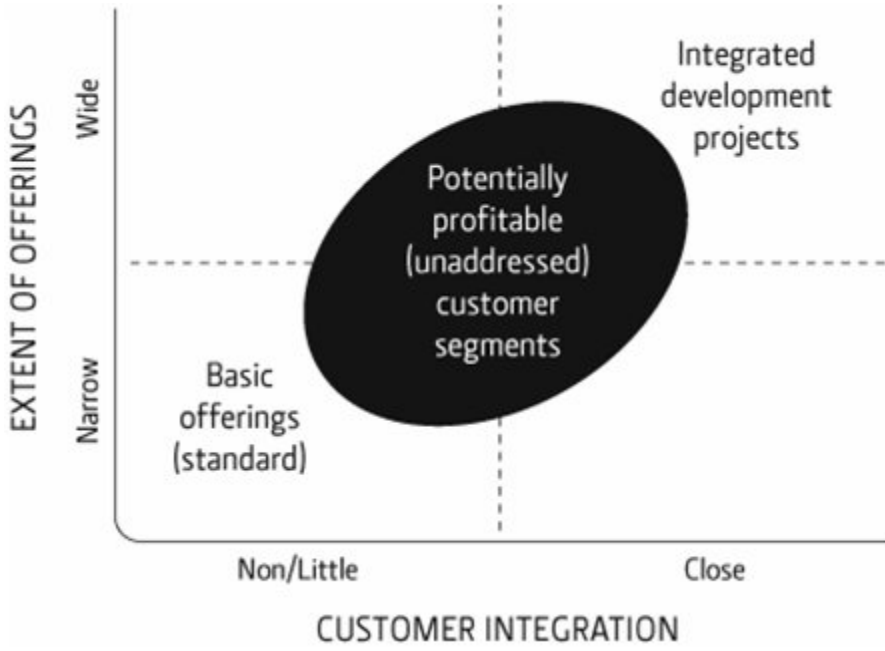 EXTENT OF OFFERINGS
Wide
Narrow
Integrated
development
projects
Potentially
profitable
(unaddressed)
customer
segments
Basic
offerings
(standard)
Non/Little
Close
CUSTOMER INTEGRATION